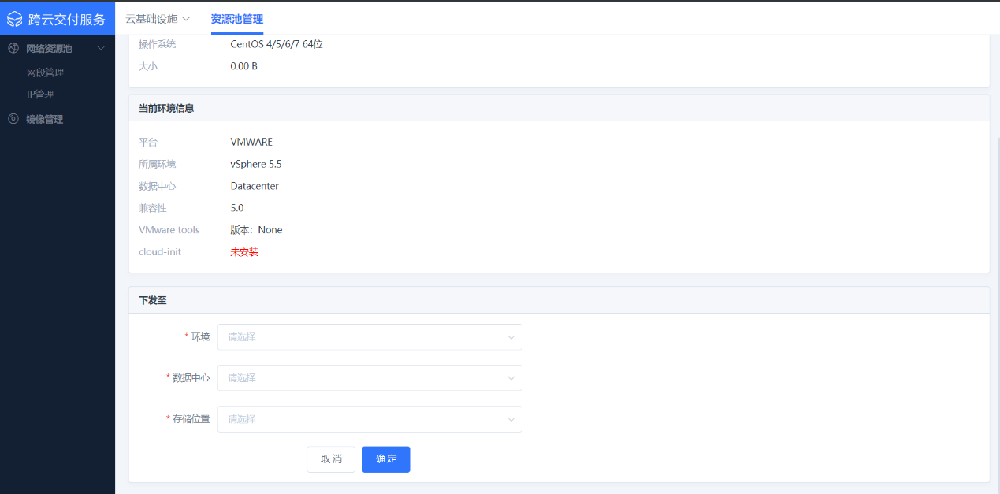 跨云交付服务
云基础设施
资源池管理
网络资源池
网段管理
IP管理
镜像管理
操作系统 CentOS 4/5/6/7 64位
大小 0.00 B
当前环境信息
平台 VMWARE
所属环境 vSphere 5.5
数据中心 Datacenter
兼容性 5.0
VMware tools 版本：None
cloud-init 未安装
下发至
* 环境 请选择
* 数据中心 请选择
* 存储位置 请选择
取 消 确 定